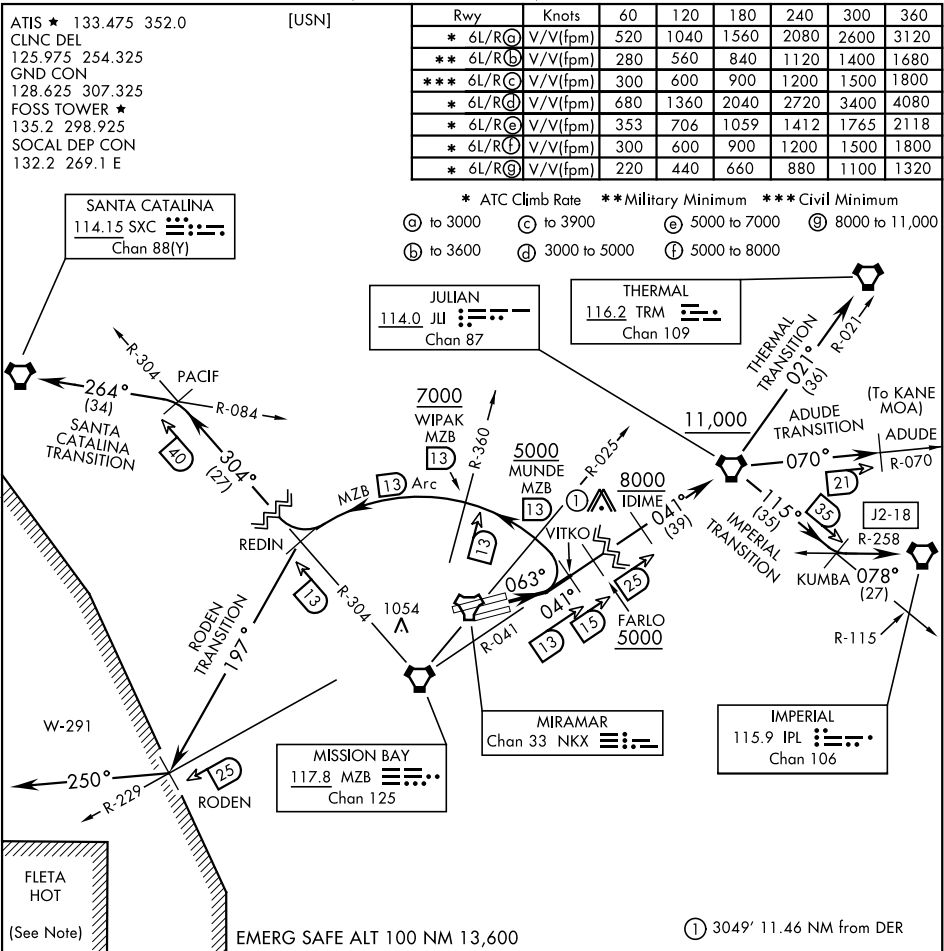 ATIS ★ 133.475 352.0
CLNC DEL
125.975 254.325
GND CON
128.625 307.325
FOSS TOWER ★
135.2 298.925
SOCAL DEP CON
132.2 269.1 E
[USN]
Rwy Knots 60 120 180 240 300 360
* 6L/R ⓐ V/V(fpm) 520 1040 1560 2080 2600 3120
** 6L/R ⓑ V/V(fpm) 280 560 840 1120 1400 1680
*** 6L/R ⓒ V/V(fpm) 300 600 900 1200 1500 1800
* 6L/R ⓓ V/V(fpm) 680 1360 2040 2720 3400 4080
* 6L/R ⓔ V/V(fpm) 353 706 1059 1412 1765 2118
* 6L/R ⓕ V/V(fpm) 300 600 900 1200 1500 1800
* 6L/R ⓖ V/V(fpm) 220 440 660 880 1100 1320
* ATC Climb Rate ** Military Minimum *** Civil Minimum
ⓐ to 3000 ⓒ to 3900 ⓔ 5000 to 7000 ⓖ 8000 to 11,000
ⓑ to 3600 ⓓ 3000 to 5000 ⓕ 5000 to 8000
SANTA CATALINA
114.15 SXC
Chan 88(Y)
JULIAN
114.0 JLI
Chan 87
THERMAL
116.2 TRM
Chan 109
THERMAL
TRANSITION
021°
(36)
R-021
R-304
PACIF
R-084
264°
(34)
SANTA
CATALINA
TRANSITION
40
304°
(27)
7000
WIPAK
MZB
13
R-360
5000
MUNDE
MZB
13
R-025
11,000
ADUDE
TRANSITION
(To KANE
MOA)
ADUDE
070°
R-070
21
MZB 13 Arc
13
1
8000
IDIME
041°
(39)
VITKO
115°
(35)
35
IMPERIAL
TRANSITION
J2-18
R-258
KUMBA
078°
(27)
REDIN
13
R-304
1054
063°
041°
R-041
13
15
25
FARLO
5000
R-115
RODEN
TRANSITION
197°
W-291
250°
R-229
25
RODEN
MISSION BAY
117.8 MZB
Chan 125
MIRAMAR
Chan 33 NKX
IMPERIAL
115.9 IPL
Chan 106
FLETA
HOT
(See Note)
EMERG SAFE ALT 100 NM 13,600
① 3049' 11.46 NM from DER